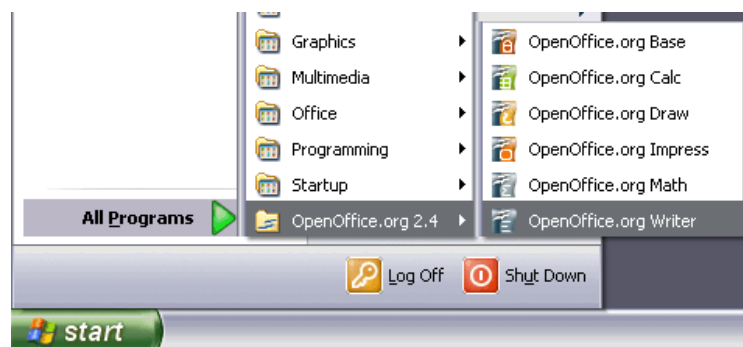 Graphics
Multimedia
Office
Programming
Startup
OpenOffice.org 2.4
OpenOffice.org Base
OpenOffice.org Calc
OpenOffice.org Draw
OpenOffice.org Impress
OpenOffice.org Math
OpenOffice.org Writer
All Programs
Log Off
Shut Down
start